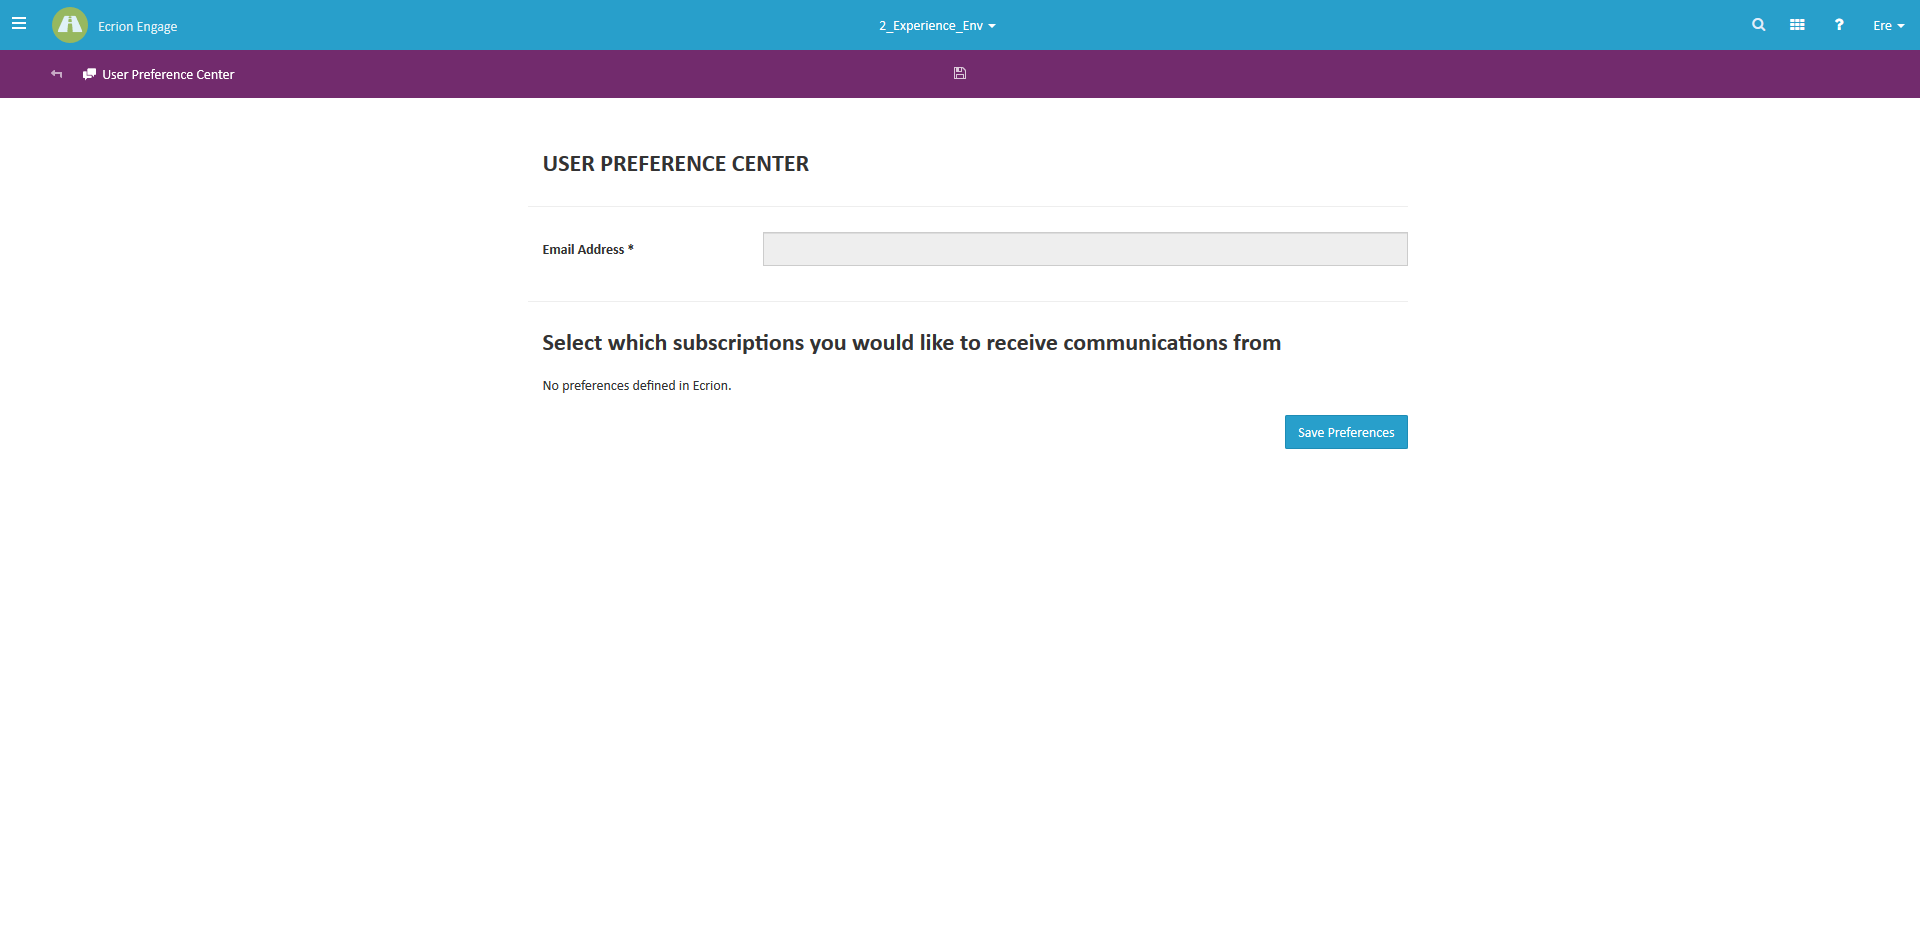 Ecrion Engage
2_Experience_Env
?
Ere
User Preference Center
USER PREFERENCE CENTER
Email Address *
Select which subscriptions you would like to receive communications from
No preferences defined in Ecrion.
Save Preferences